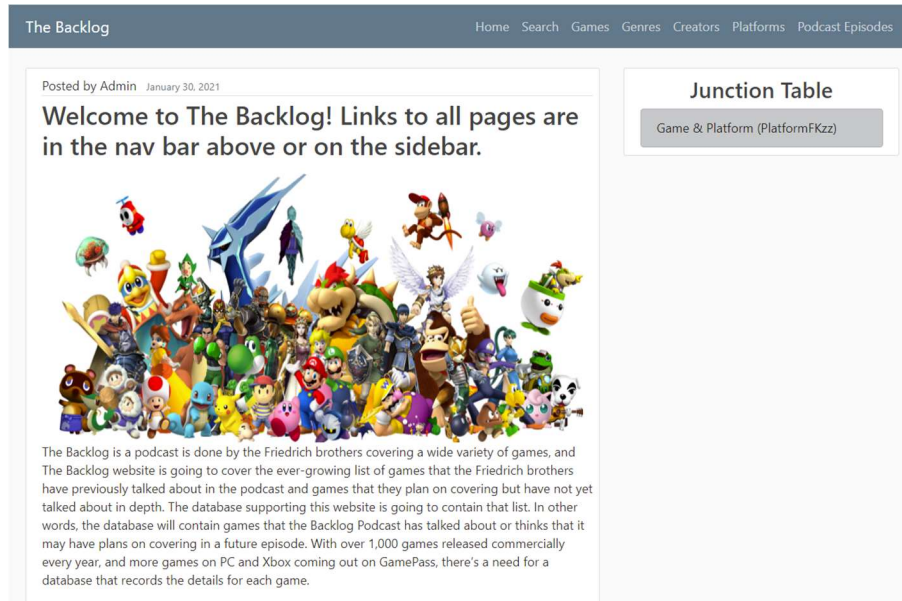 The Backlog
Home Search Games Genres Creators Platforms Podcast Episodes
Posted by Admin January 30, 2021
Welcome to The Backlog! Links to all pages are
in the nav bar above or on the sidebar.
The Backlog is a podcast is done by the Friedrich brothers covering a wide variety of games, and
The Backlog website is going to cover the ever-growing list of games that the Friedrich brothers
have previously talked about in the podcast and games that they plan on covering but have not yet
talked about in depth. The database supporting this website is going to contain that list. In other
words, the database will contain games that the Backlog Podcast has talked about or thinks that it
may have plans on covering in a future episode. With over 1,000 games released commercially
every year, and more games on PC and Xbox coming out on GamePass, there's a need for a
database that records the details for each game.
Junction Table
Game & Platform (PlatformFKzz)